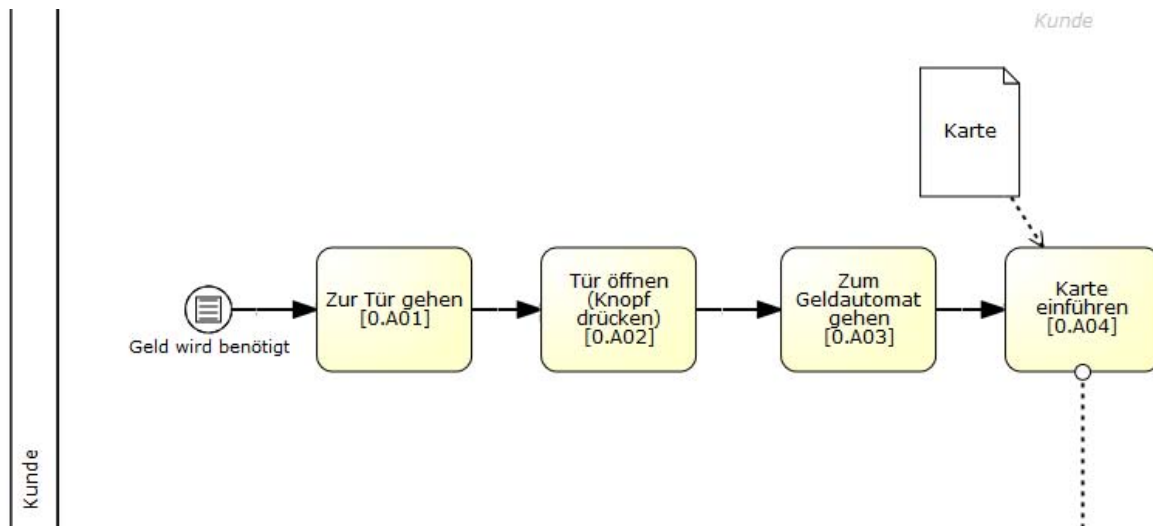 Kunde
Karte
Geld wird benötigt
Zur Tür gehen
[0.A01]
Tür öffnen
(Knopf
drücken)
[0.A02]
Zum
Geldautomat
gehen
[0.A03]
Karte
einführen
[0.A04]
Kunde